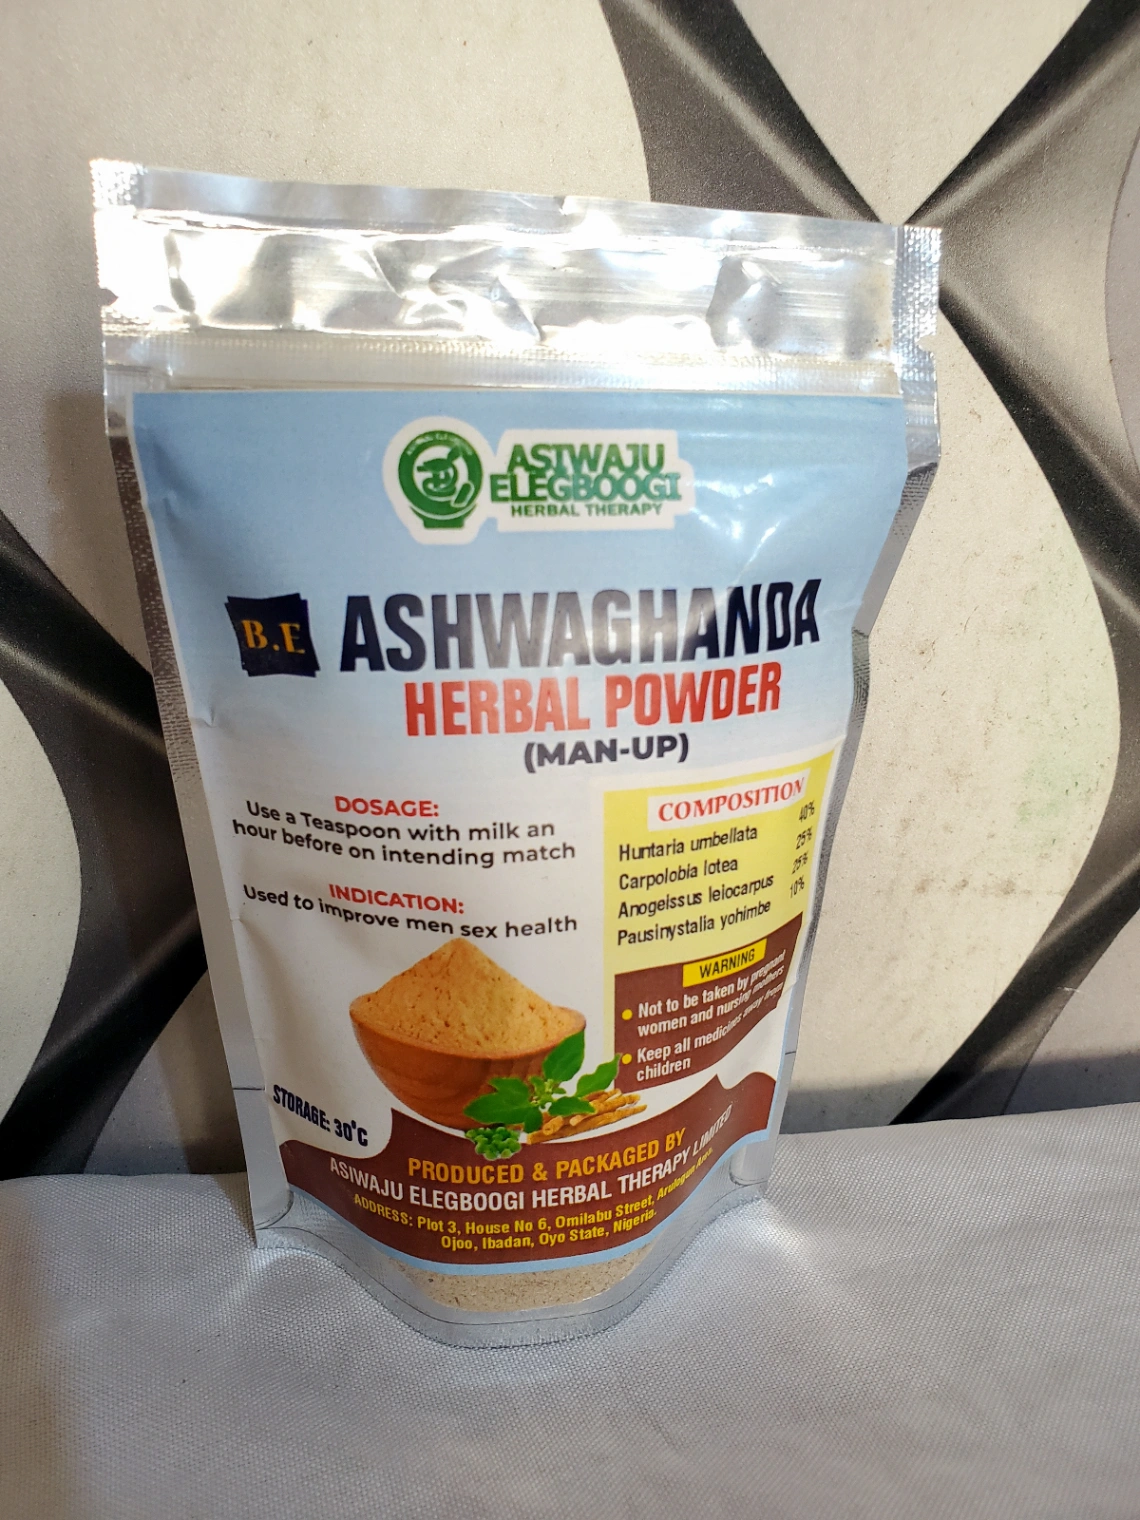 ASIWAJU
ELEGBOOGI
HERBAL THERAPY
B.E ASHWAGHANDA
HERBAL POWDER
(MAN-UP)
DOSAGE:
Use a Teaspoon with milk an
hour before on intending match
INDICATION:
Used to improve men sex health
COMPOSITION
Huntaria umbellata 40%
Carpolobia lotea 25%
Anogeissus leiocarpus 25%
Pausinystalia yohimbe 10%
WARNING
Not to be taken by pregnant
women and nursing mothers
Keep all medicines away from
children
STORAGE: 30°C
PRODUCED & PACKAGED BY
ASIWAJU ELEGBOOGI HERBAL THERAPY LIMITED
ADDRESS: Plot 3, House No 6, Omilabu Street, Arulogun Area,
Ojoo, Ibadan, Oyo State, Nigeria.